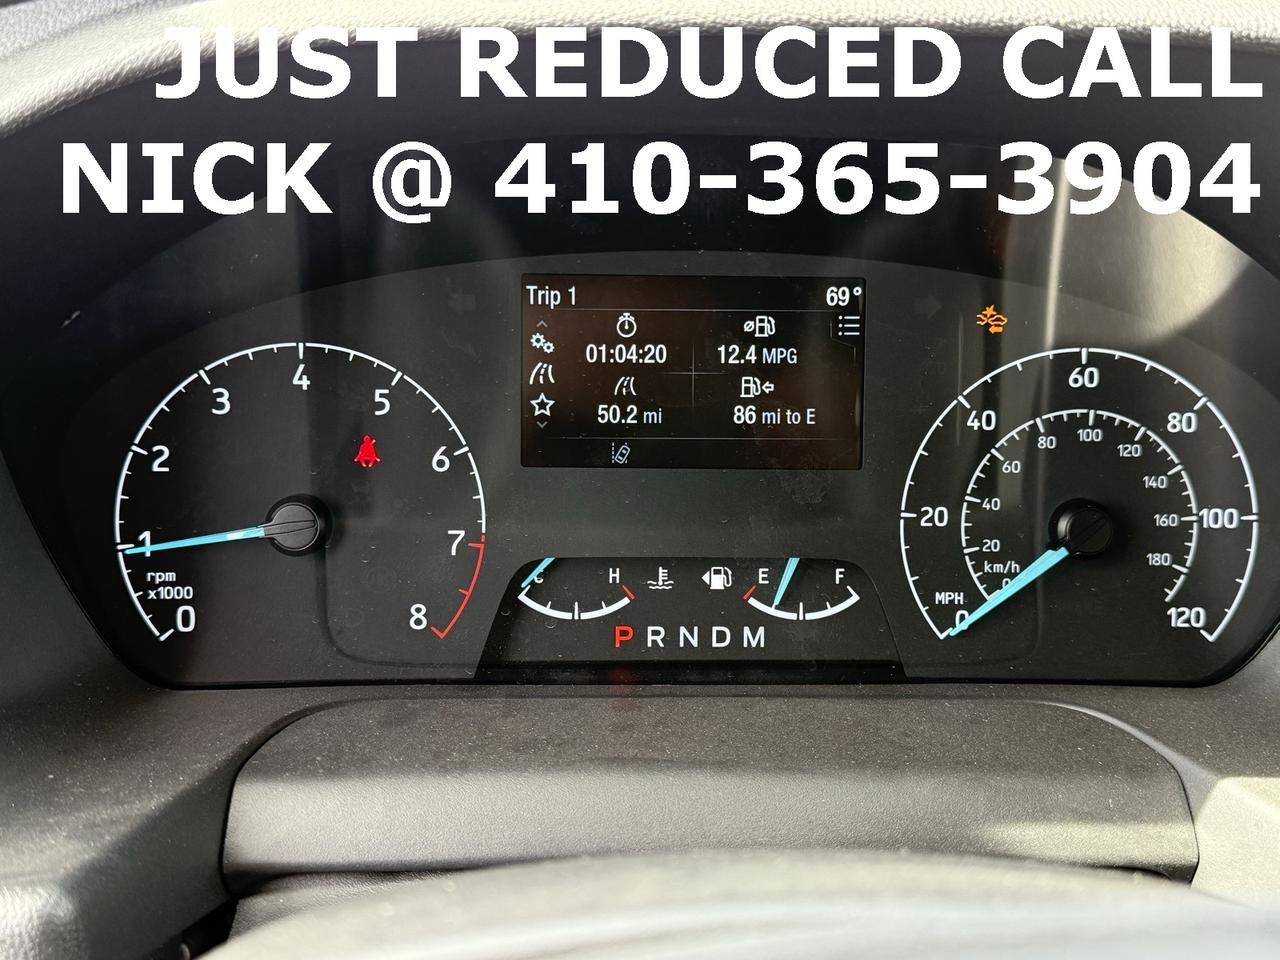 JUST REDUCED CALL
NICK @ 410-365-3904
Trip 1 69°
01:04:20 12.4 MPG
50.2 mi 86 mi to E
0 1 2 3 4 5 6 7 8
rpm
x1000
C H E F
P R N D M
0 20 40 60 80 100 120
MPH
0 20 40 60 80 100 120 140 160 180
km/h